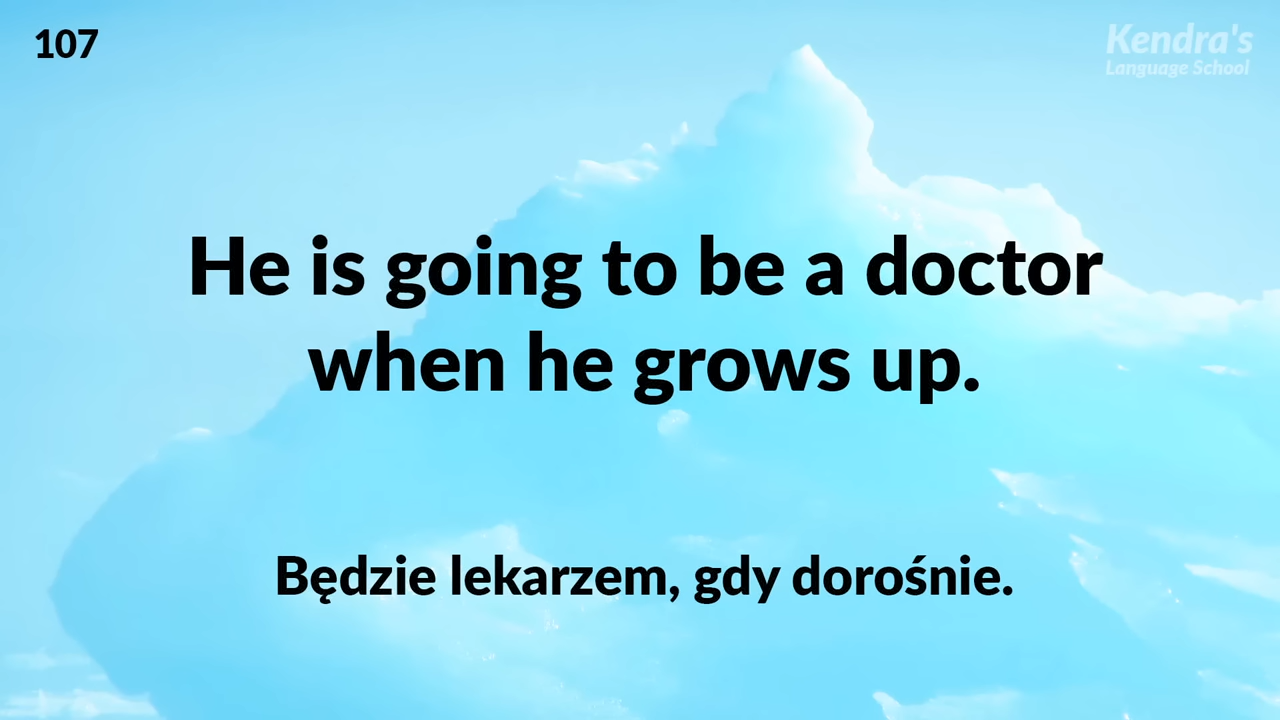 107
Kendra's
Language School
He is going to be a doctor
when he grows up.
Będzie lekarzem, gdy dorośnie.